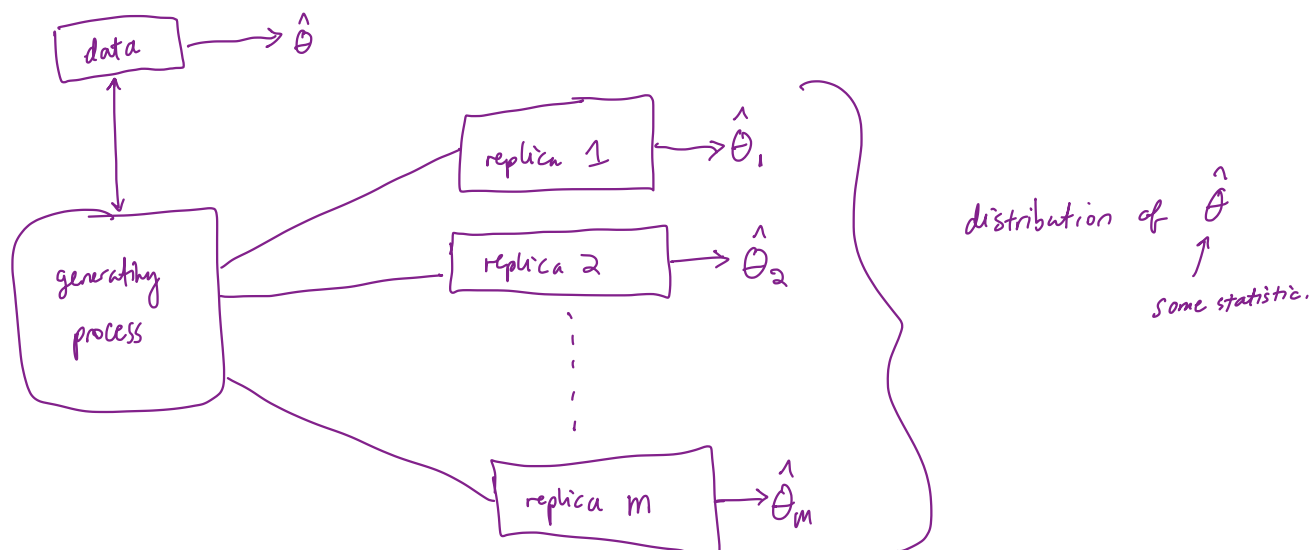 data
θ̂
replica 1
θ̂₁
distribution of θ̂
replica 2
θ̂₂
some statistic.
generating
process
replica m
θ̂ₘ